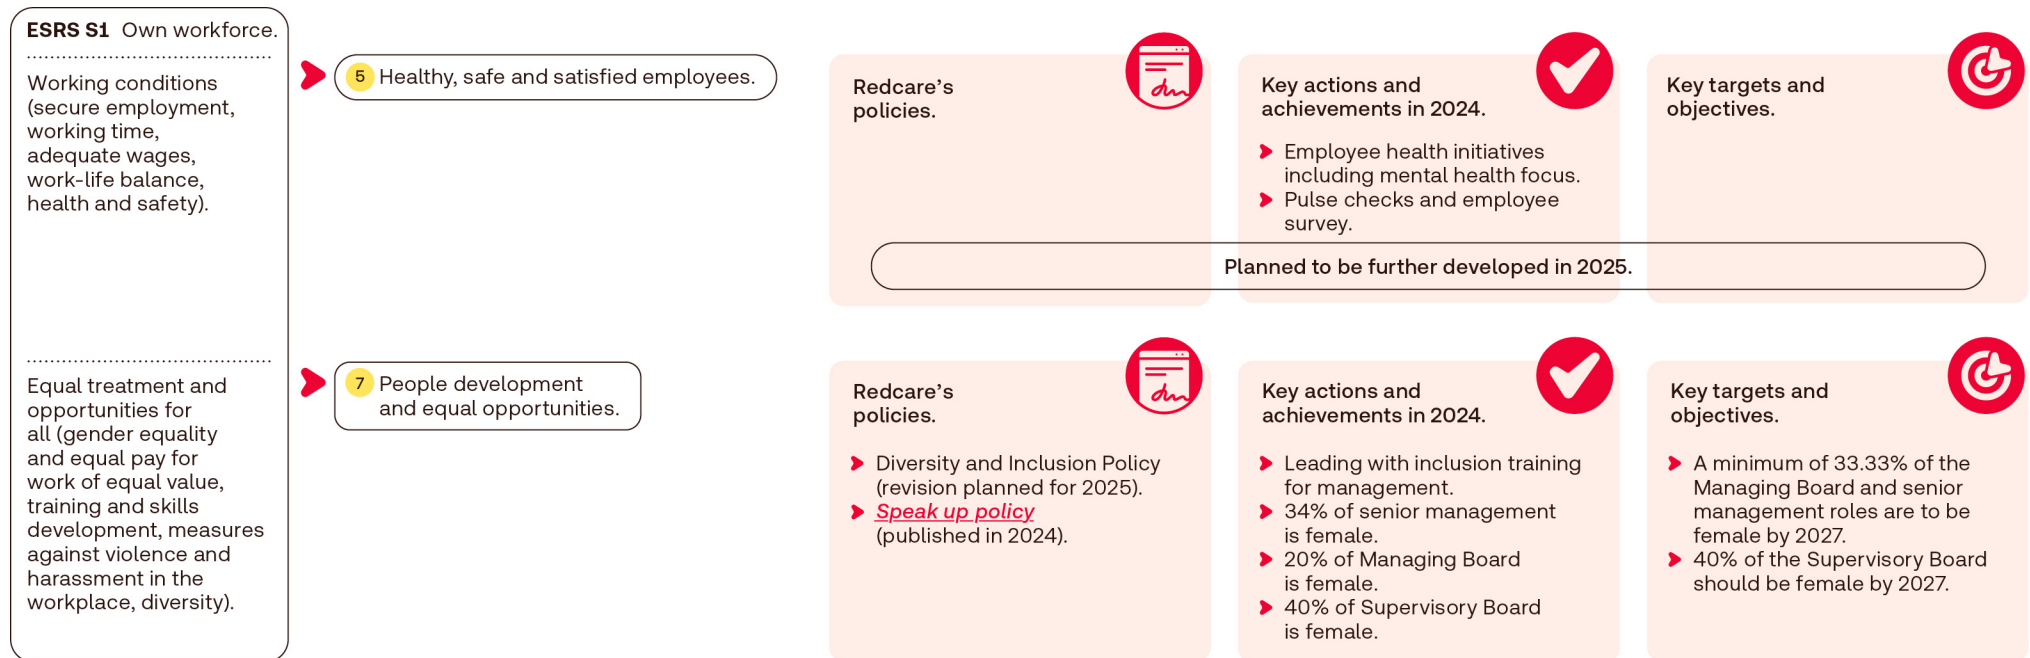 ESRS S1 Own workforce.
Working conditions
(secure employment,
working time,
adequate wages,
work-life balance,
health and safety).
5 Healthy, safe and satisfied employees.
Redcare's
policies.
Key actions and
achievements in 2024.
Employee health initiatives
including mental health focus.
Pulse checks and employee
survey.
Key targets and
objectives.
Planned to be further developed in 2025.
Equal treatment and
opportunities for
all (gender equality
and equal pay for
work of equal value,
training and skills
development, measures
against violence and
harassment in the
workplace, diversity).
7 People development
and equal opportunities.
Redcare's
policies.
Diversity and Inclusion Policy
(revision planned for 2025).
Speak up policy
(published in 2024).
Key actions and
achievements in 2024.
Leading with inclusion training
for management.
34% of senior management
is female.
20% of Managing Board
is female.
40% of Supervisory Board
is female.
Key targets and
objectives.
A minimum of 33.33% of the
Managing Board and senior
management roles are to be
female by 2027.
40% of the Supervisory Board
should be female by 2027.